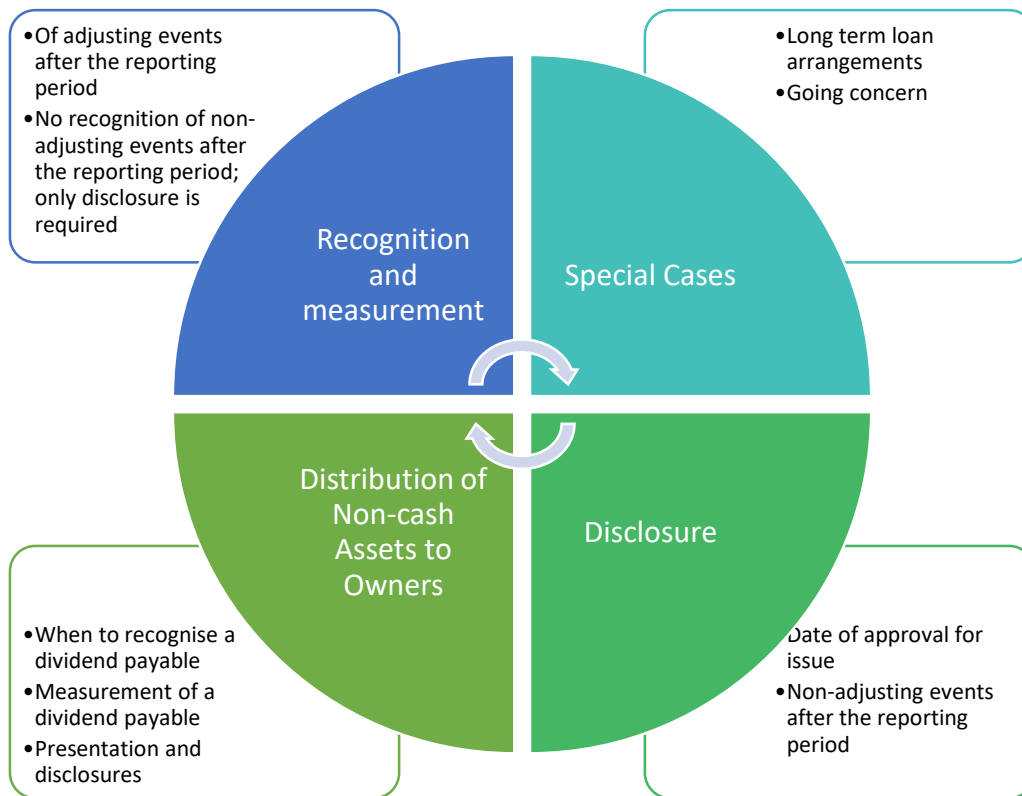 •Of adjusting events
after the reporting
period
•No recognition of non-
adjusting events after
the reporting period;
only disclosure is
required
•Long term loan
arrangements
•Going concern
Recognition
and
measurement
Special Cases
Distribution of
Non-cash
Assets to
Owners
Disclosure
•When to recognise a
dividend payable
•Measurement of a
dividend payable
•Presentation and
disclosures
Date of approval for
issue
•Non-adjusting events
after the reporting
period